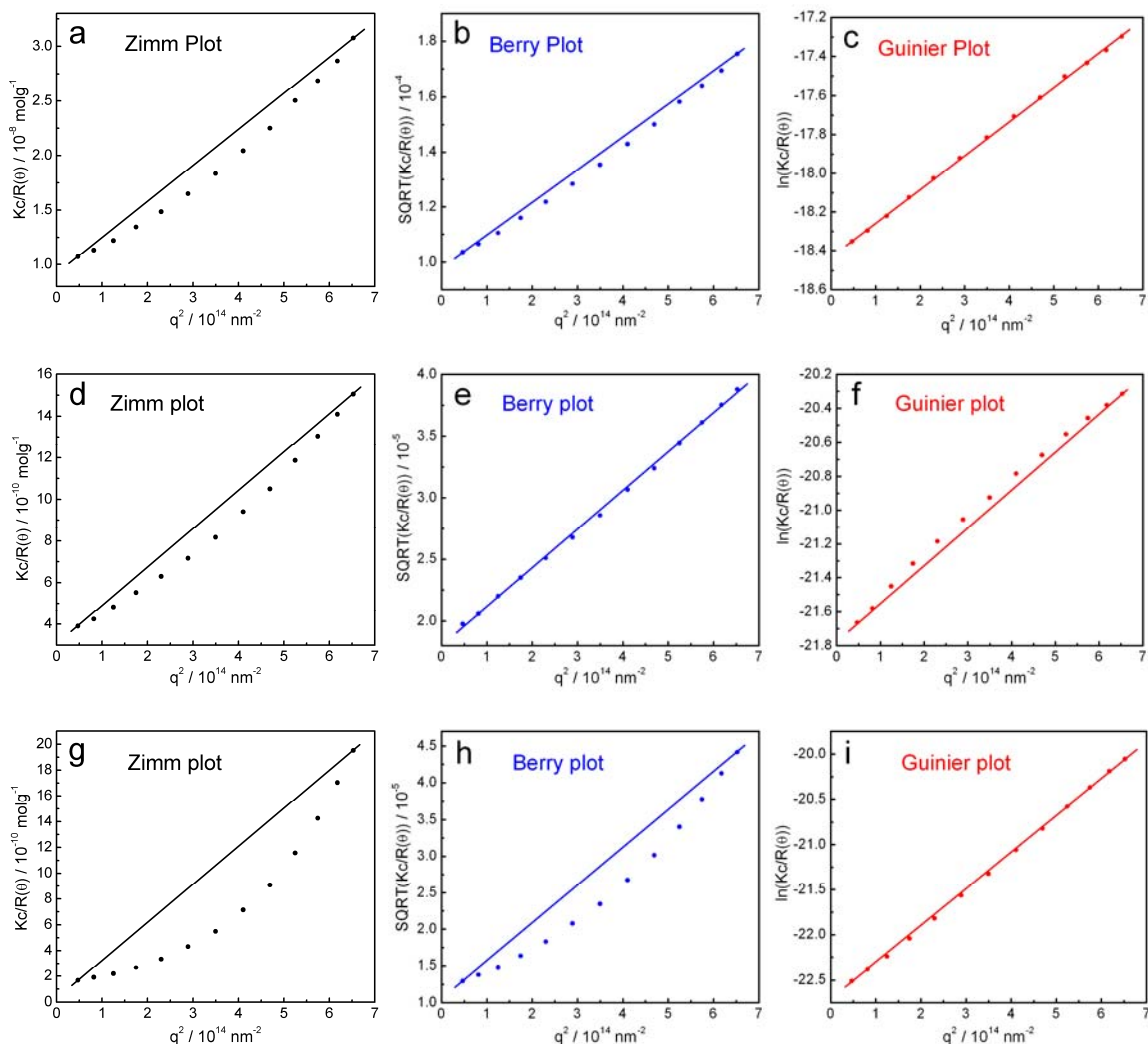 a
Zimm Plot
3.0
2.5
2.0
1.5
1.0
Kc/R(θ) / 10⁻⁸ molg⁻¹
0 1 2 3 4 5 6 7
q² / 10¹⁴ nm⁻²
b
Berry Plot
1.8
1.6
1.4
1.2
1.0
SQRT(Kc/R(θ)) / 10⁻⁴
0 1 2 3 4 5 6 7
q² / 10¹⁴ nm⁻²
c
Guinier Plot
-17.2
-17.4
-17.6
-17.8
-18.0
-18.2
-18.4
-18.6
ln(Kc/R(θ))
0 1 2 3 4 5 6 7
q² / 10¹⁴ nm⁻²
d
Zimm plot
16
14
12
10
8
6
4
Kc/R(θ) / 10⁻¹⁰ molg⁻¹
0 1 2 3 4 5 6 7
q² / 10¹⁴ nm⁻²
e
Berry plot
4.0
3.5
3.0
2.5
2.0
SQRT(Kc/R(θ)) / 10⁻⁵
0 1 2 3 4 5 6 7
q² / 10¹⁴ nm⁻²
f
Guinier plot
-20.2
-20.4
-20.6
-20.8
-21.0
-21.2
-21.4
-21.6
-21.8
ln(Kc/R(θ))
0 1 2 3 4 5 6 7
q² / 10¹⁴ nm⁻²
g
Zimm plot
20
18
16
14
12
10
8
6
4
2
0
Kc/R(θ) / 10⁻¹⁰ molg⁻¹
0 1 2 3 4 5 6 7
q² / 10¹⁴ nm⁻²
h
Berry plot
4.5
4.0
3.5
3.0
2.5
2.0
1.5
1.0
SQRT(Kc/R(θ)) / 10⁻⁵
0 1 2 3 4 5 6 7
q² / 10¹⁴ nm⁻²
i
Guinier plot
-20.0
-20.5
-21.0
-21.5
-22.0
-22.5
ln(Kc/R(θ))
0 1 2 3 4 5 6 7
q² / 10¹⁴ nm⁻²